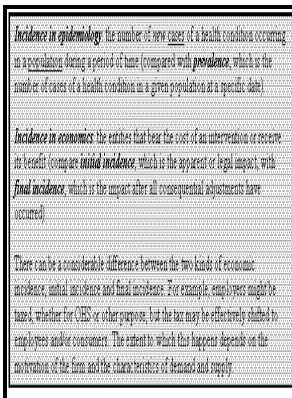 Incidence in epidemiology: the number of new cases of a health condition occurring
in a population during a period of time (compared with prevalence, which is the
number of cases of a health condition in a given population at a specific date)
Incidence in economics: the entities that bear the cost of an intervention or receive
its benefit (compare initial incidence, which is the apparent or legal impact, with
final incidence, which is the impact after all consequential adjustments have
occurred)
There can be a considerable difference between the two kinds of economic
incidence, initial incidence and final incidence. For example, employers might be
taxed, whether for OHS or other purpose, but the tax may be effectively shifted to
employees and/or consumers. The extent to which this happens depends on the
motivation of the firm and the characteristics of demand and supply.